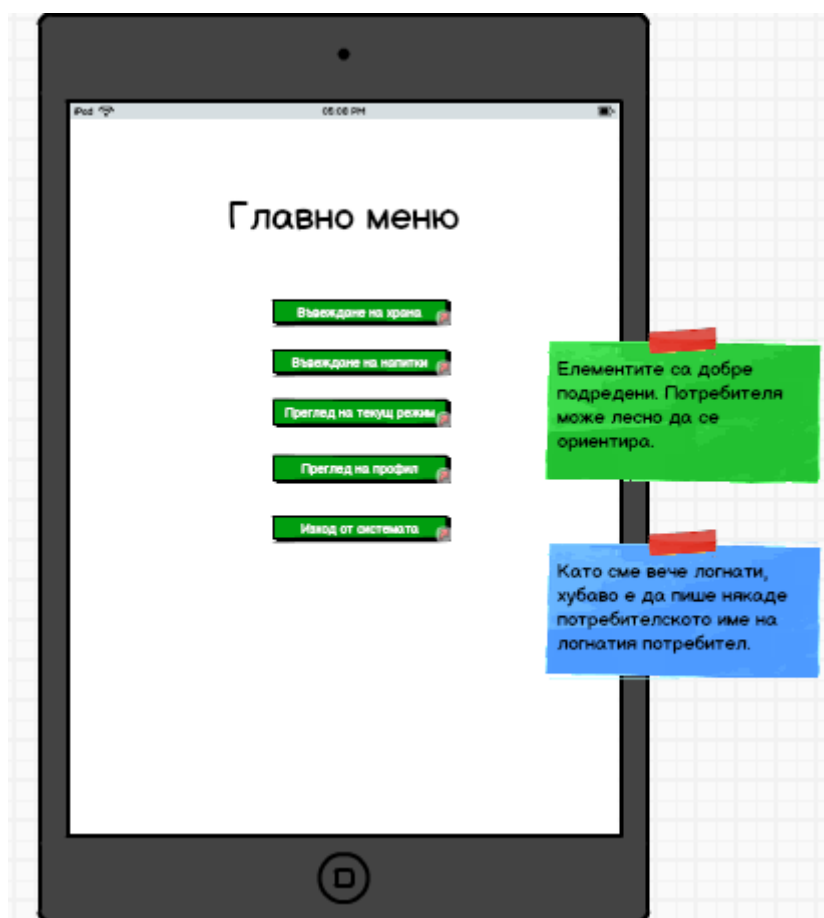 iPad
05:08 PM
Главно меню
Въвеждане на храна
Въвеждане на напитки
Преглед на текущ режим
Преглед на профил
Изход от системата
Елементите са добре
подредени. Потребителя
може лесно да се
ориентира.
Като сме вече логнати,
хубаво е да пише някаде
потребителското име на
логнатия потребител.